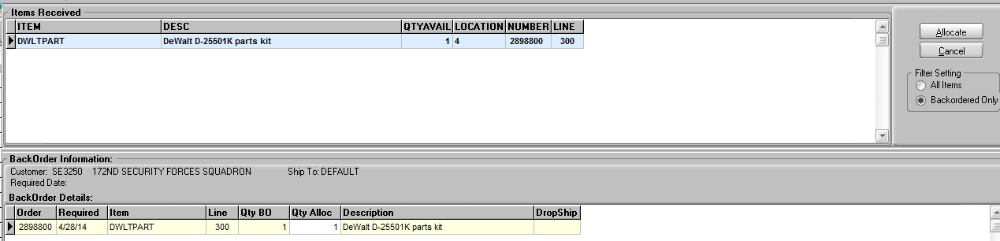 Items Received
ITEM DESC QTYAVAIL LOCATION NUMBER LINE
DWLTPART DeWalt D-25501K parts kit 1 4 2898800 300
Allocate
Cancel
Filter Setting
All Items
Backordered Only
BackOrder Information:
Customer: SE3250 172ND SECURITY FORCES SQUADRON Ship To: DEFAULT
Required Date:
BackOrder Details:
Order Required Item Line Qty BO Qty Alloc Description DropShip
2898800 4/28/14 DWLTPART 300 1 1 DeWalt D-25501K parts kit